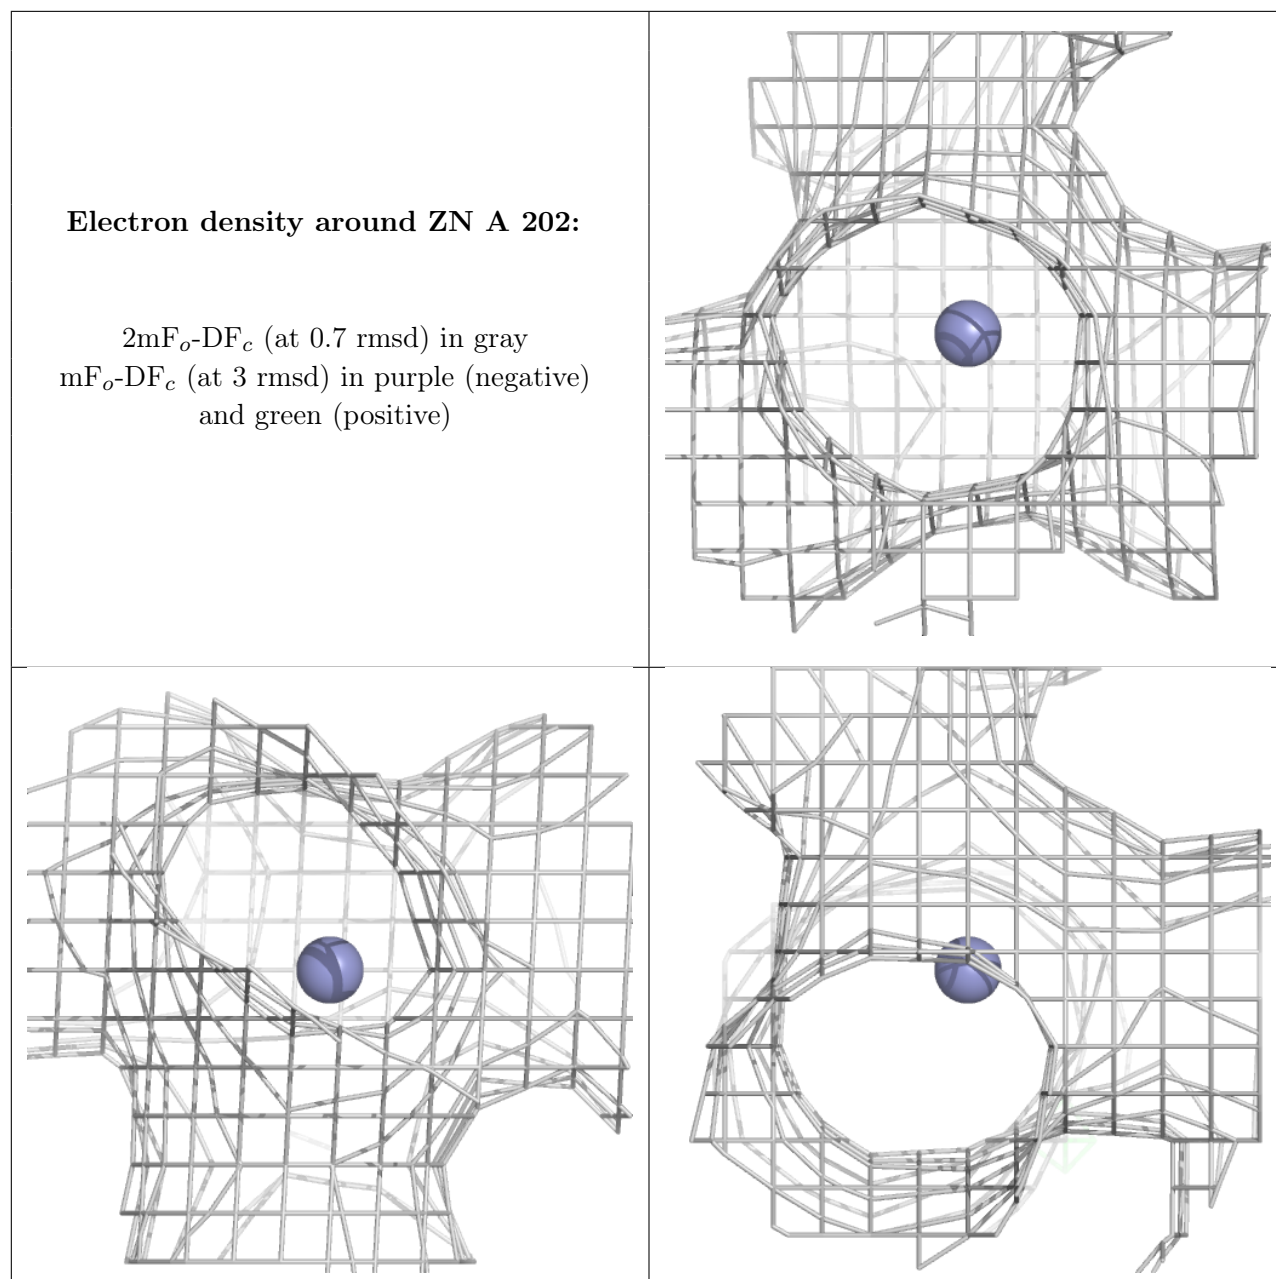 Electron density around ZN A 202:
2mFo-DFc (at 0.7 rmsd) in gray
mFo-DFc (at 3 rmsd) in purple (negative)
and green (positive)